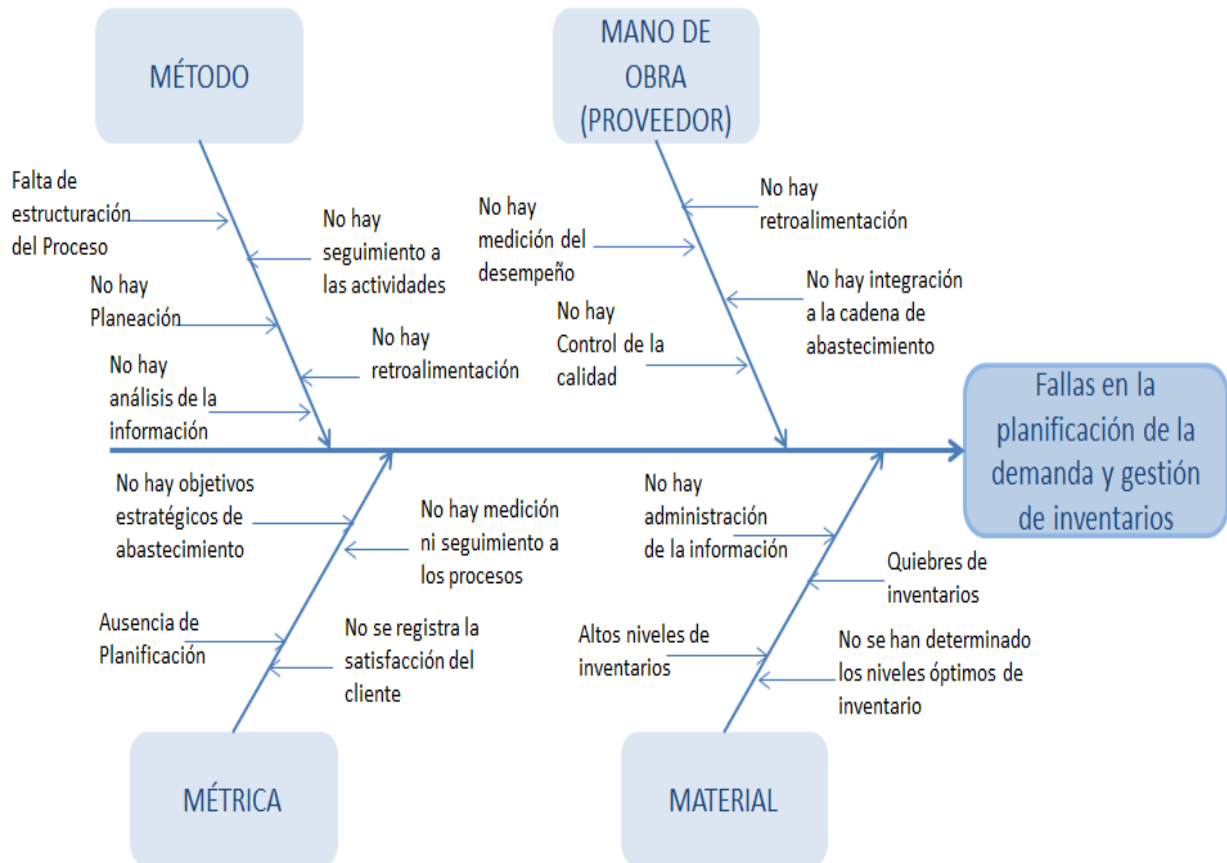 MÉTODO
MANO DE
OBRA
(PROVEEDOR)
Falta de
estructuración
del Proceso
No hay
seguimiento a
las actividades
No hay
Planeación
No hay
retroalimentación
No hay
análisis de la
información
No hay
retroalimentación
No hay
medición del
desempeño
No hay integración
a la cadena de
abastecimiento
No hay
Control de la
calidad
Fallas en la
planificación de la
demanda y gestión
de inventarios
No hay objetivos
estratégicos de
abastecimiento
No hay medición
ni seguimiento a
los procesos
Ausencia de
Planificación
No se registra la
satisfacción del
cliente
No hay
administración
de la información
Quiebres de
inventarios
Altos niveles de
inventarios
No se han determinado
los niveles óptimos de
inventario
MÉTRICA
MATERIAL